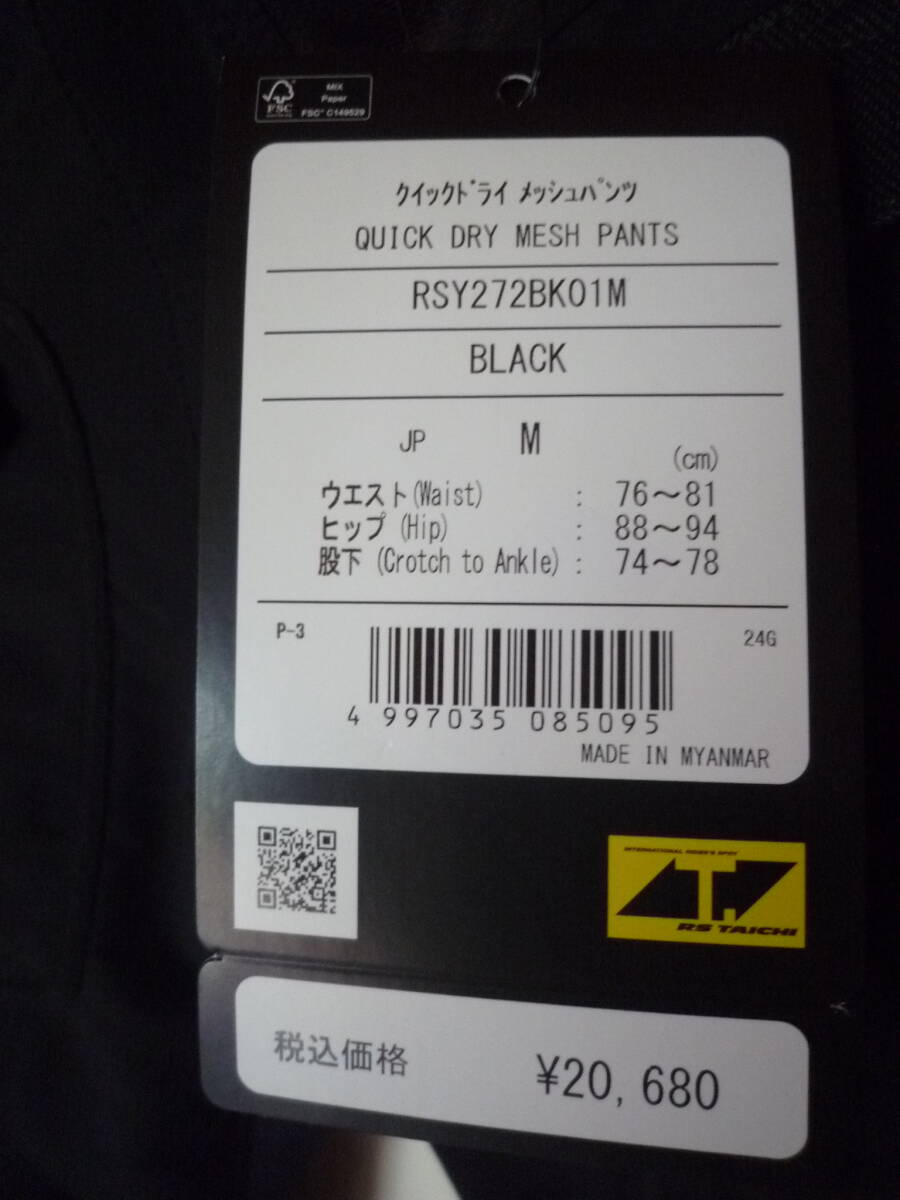 MIX
Paper
FSC® C149529
FSC
クイックドライ メッシュパンツ
QUICK DRY MESH PANTS
RSY272BK01M
BLACK
JP M
(cm)
ウエスト(Waist) : 76～81
ヒップ (Hip) : 88～94
股下 (Crotch to Ankle) : 74～78
P-3 24G
4 997035 085095
MADE IN MYANMAR
INTERNATIONAL RIDER'S SPOT
RS TAICHI
税込価格 ¥20,680